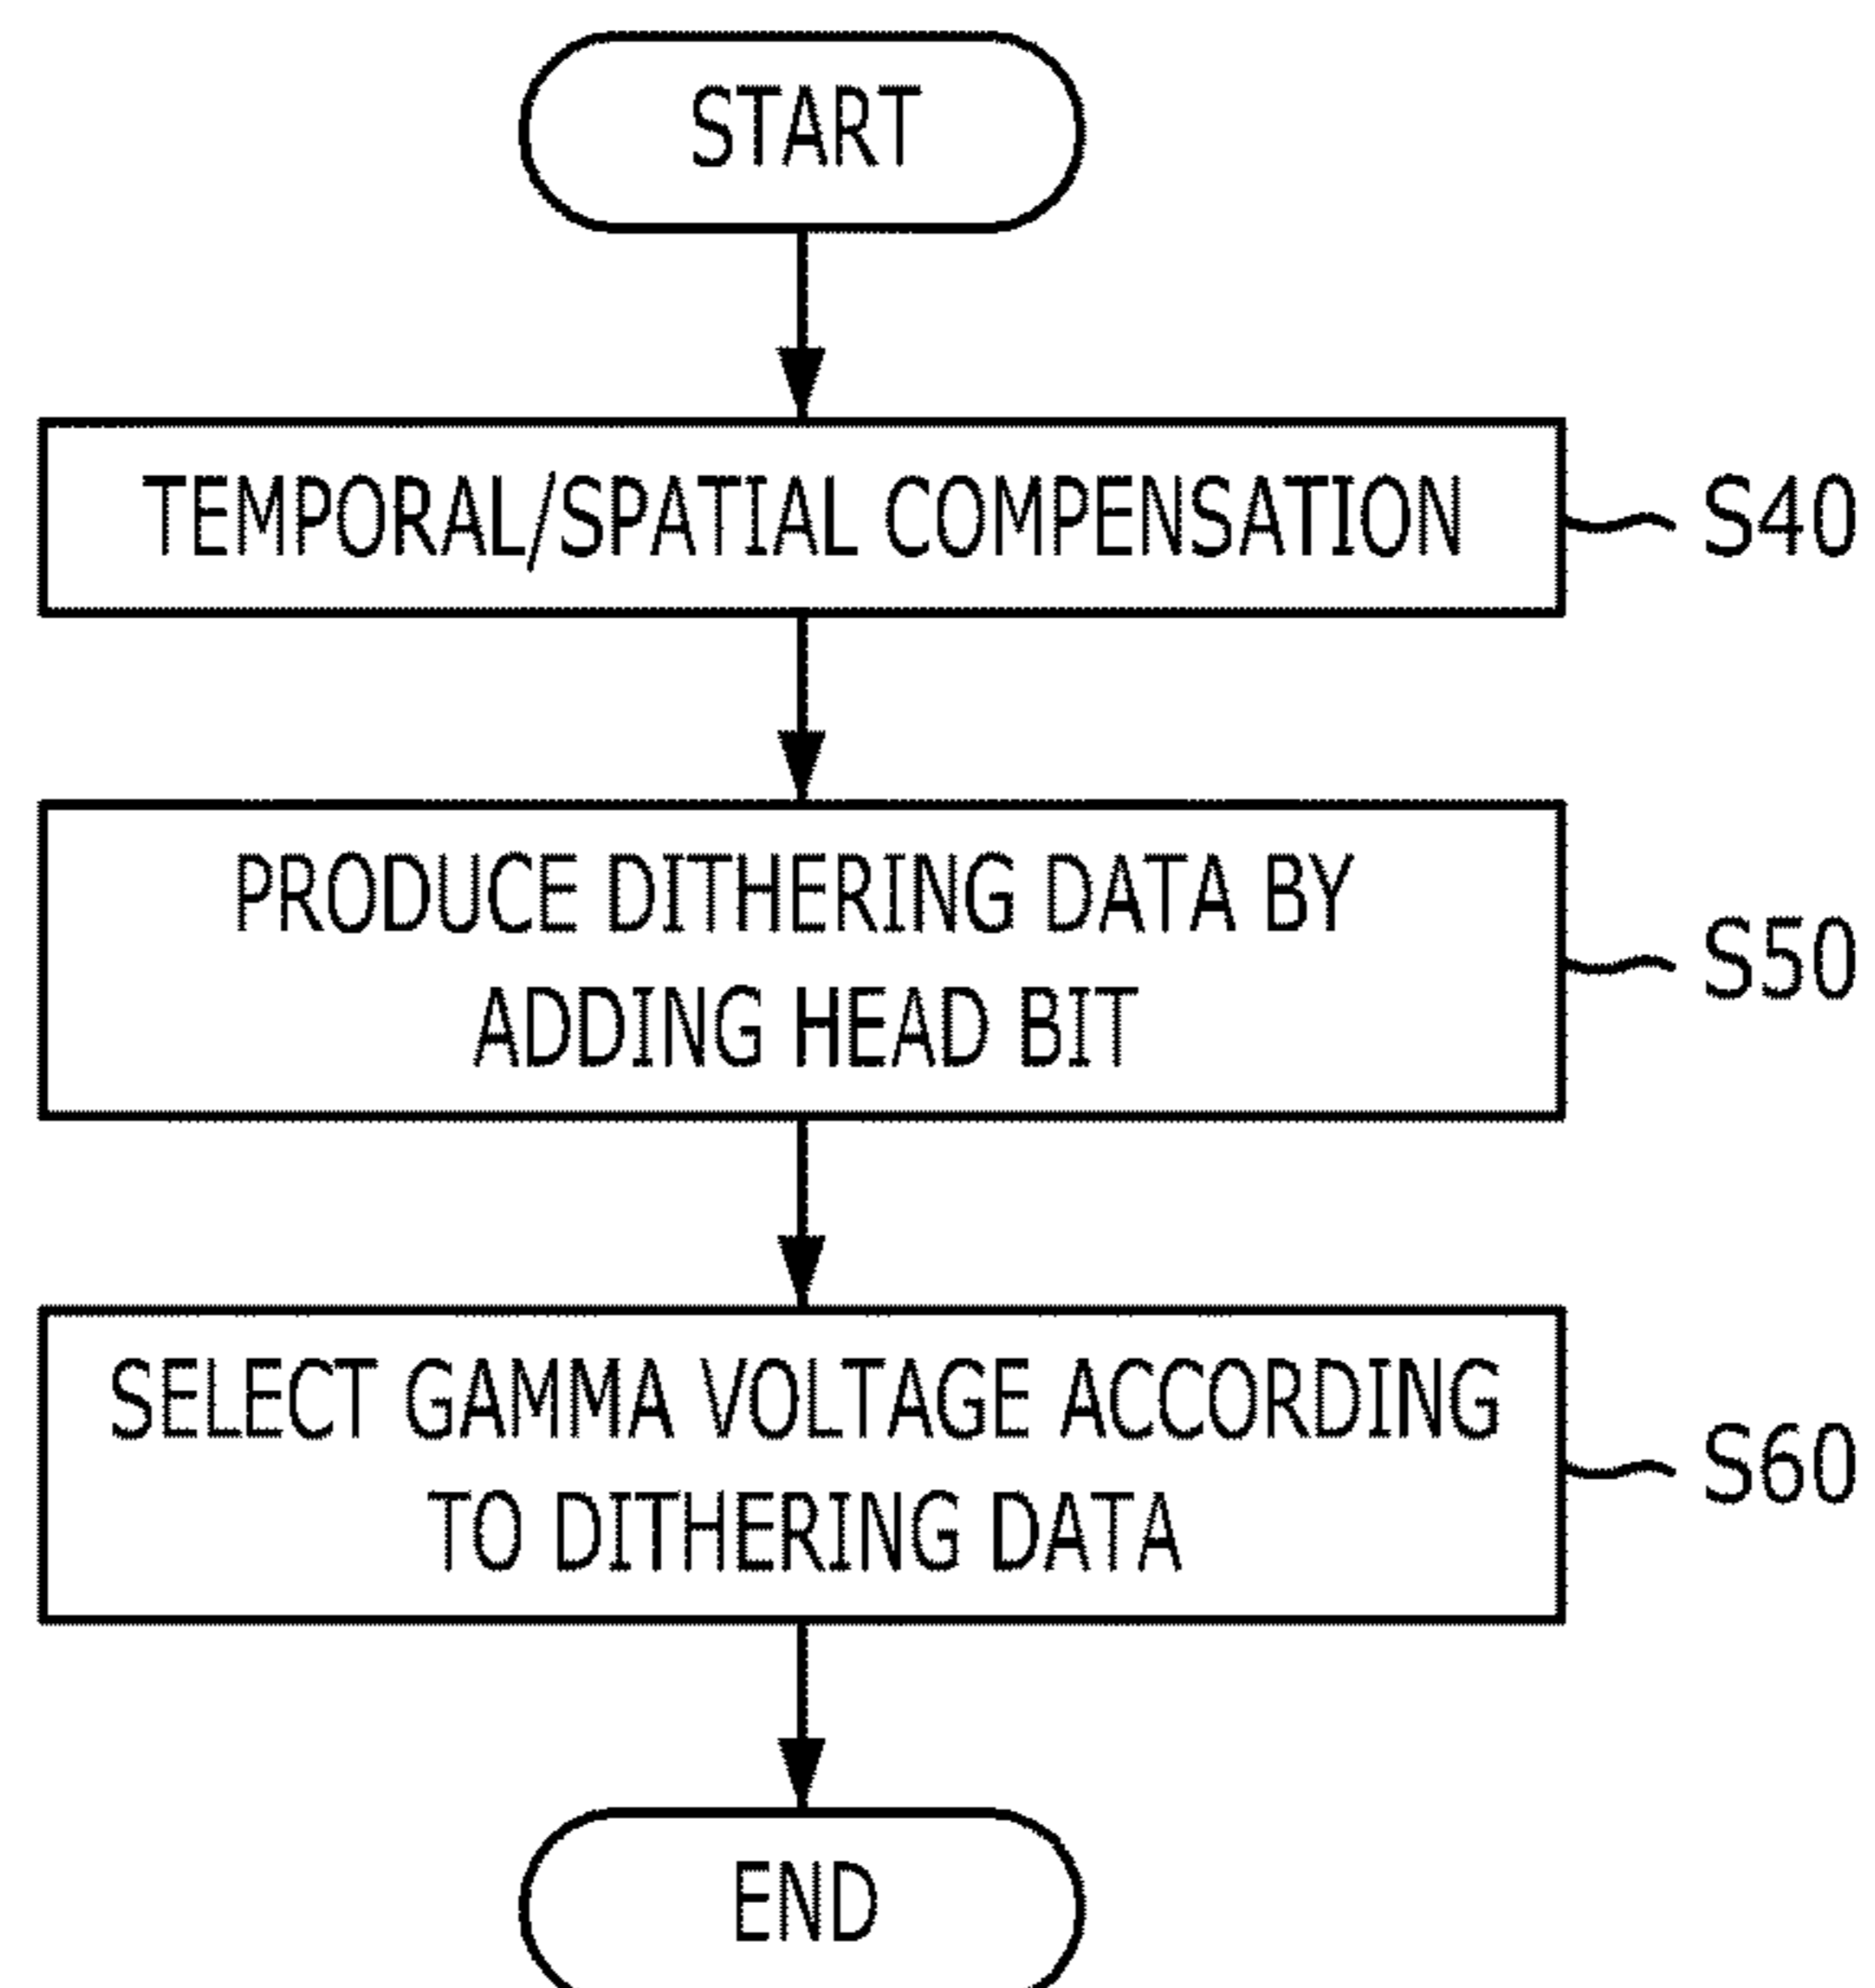 START
TEMPORAL/SPATIAL COMPENSATION
S40
PRODUCE DITHERING DATA BY
ADDING HEAD BIT
S50
SELECT GAMMA VOLTAGE ACCORDING
TO DITHERING DATA
S60
END